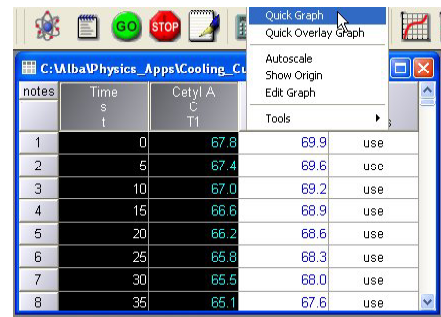 GO
STOP
Quick Graph
Quick Overlay Graph
Autoscale
Show Origin
Edit Graph
Tools
C:\Alba\Physics_Apps\Cooling_Cu
notes
Time
s
t
Cetyl A
C
T1
s
1 0 67.8 69.9 use
2 5 67.4 69.6 use
3 10 67.0 69.2 use
4 15 66.6 68.9 use
5 20 66.2 68.6 use
6 25 65.8 68.3 use
7 30 65.5 68.0 use
8 35 65.1 67.6 use